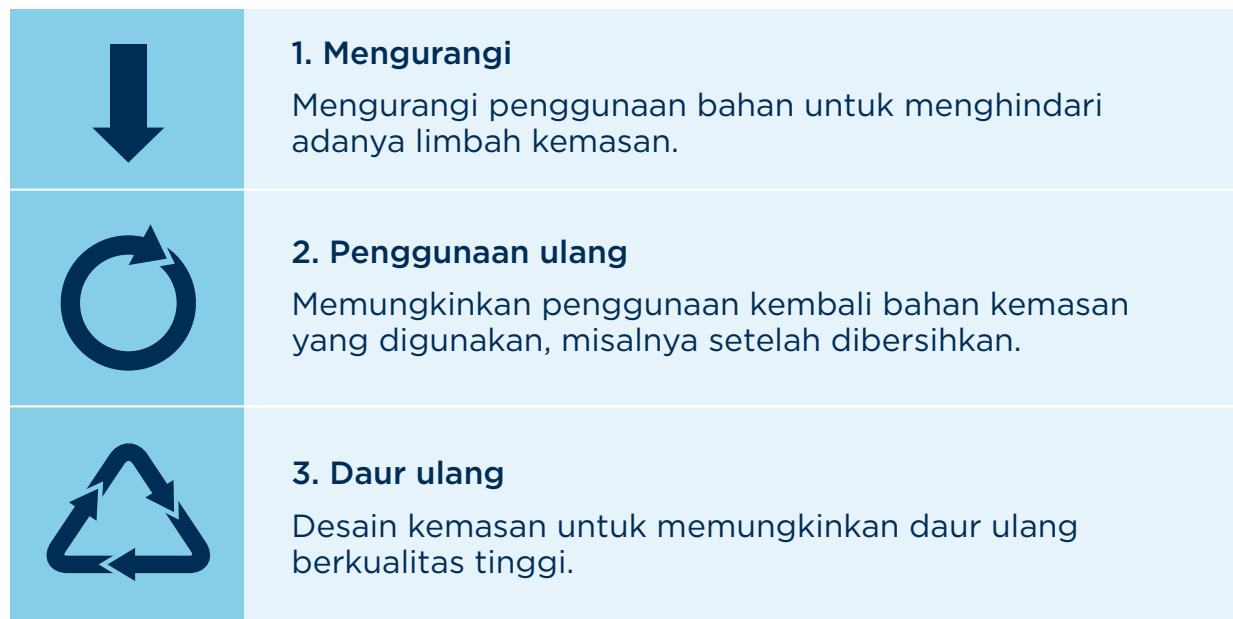 1. Mengurangi
Mengurangi penggunaan bahan untuk menghindari
adanya limbah kemasan.
2. Penggunaan ulang
Memungkinkan penggunaan kembali bahan kemasan
yang digunakan, misalnya setelah dibersihkan.
3. Daur ulang
Desain kemasan untuk memungkinkan daur ulang
berkualitas tinggi.